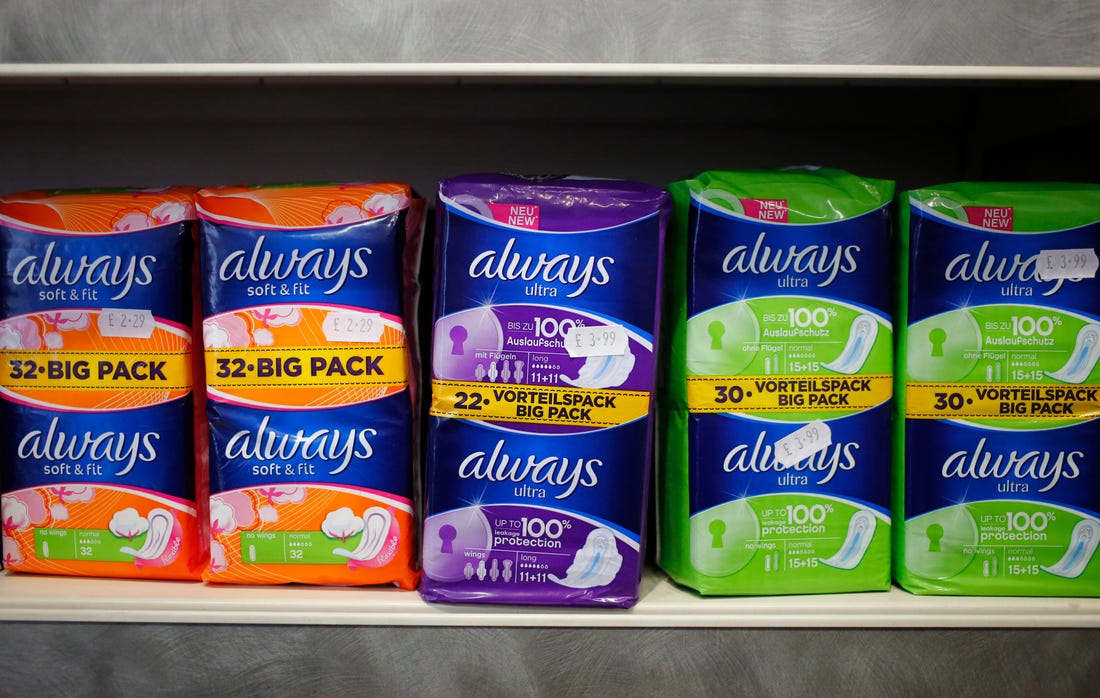 always
soft & fit
£ 2·29
32·BIG PACK
always
soft & fit
no wings
normal
32
flexible
always
soft & fit
£ 2·29
32·BIG PACK
always
soft & fit
no wings
normal
32
flexible
NEU*
NEW*
always
ultra
BIS ZU 100%
Auslaufschu
£ 3·99
mit Flügeln
long
11+11
22· VORTEILSPACK
BIG PACK
always
ultra
UP TO 100%
leakage
protection
wings
long
11+11
NEU*
NEW*
always
ultra
BIS ZU 100%
Auslaufschutz
ohne Flügel
normal
15+15
30· VORTEILSPACK
BIG PACK
always
£ 3·99
ultra
UP TO 100%
leakage
protection
no wings
normal
15+15
NEU*
NEW*
alwa
£ 3·99
ultra
BIS ZU 100%
Auslaufschutz
ohne Flügel
normal
15+15
30· VORTEILSPACK
BIG PACK
always
ultra
UP TO 100%
leakage
protection
no wings
normal
15+15